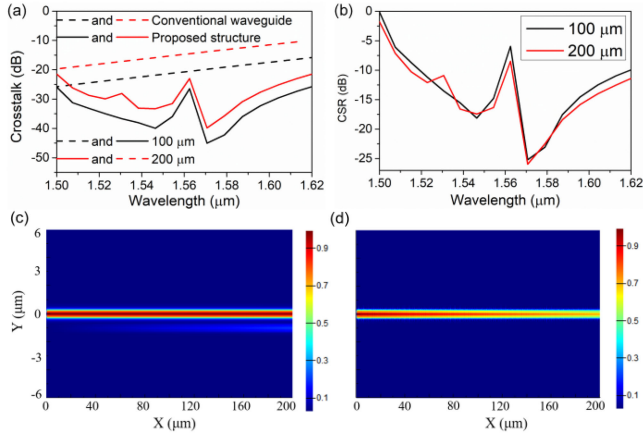 (a)
and
Conventional waveguide
and
Proposed structure
and
100 μm
and
200 μm
0
-10
-20
-30
-40
-50
Crosstalk (dB)
1.50 1.52 1.54 1.56 1.58 1.60 1.62
Wavelength (μm)
(b)
100 μm
200 μm
0
-5
-10
-15
-20
-25
CSR (dB)
1.50 1.52 1.54 1.56 1.58 1.60 1.62
Wavelength (μm)
(c)
6
3
0
-3
-6
Y (μm)
0 40 80 120 160 200
X (μm)
0.9
0.7
0.5
0.3
0.1
(d)
0 40 80 120 160 200
X (μm)
0.9
0.7
0.5
0.3
0.1